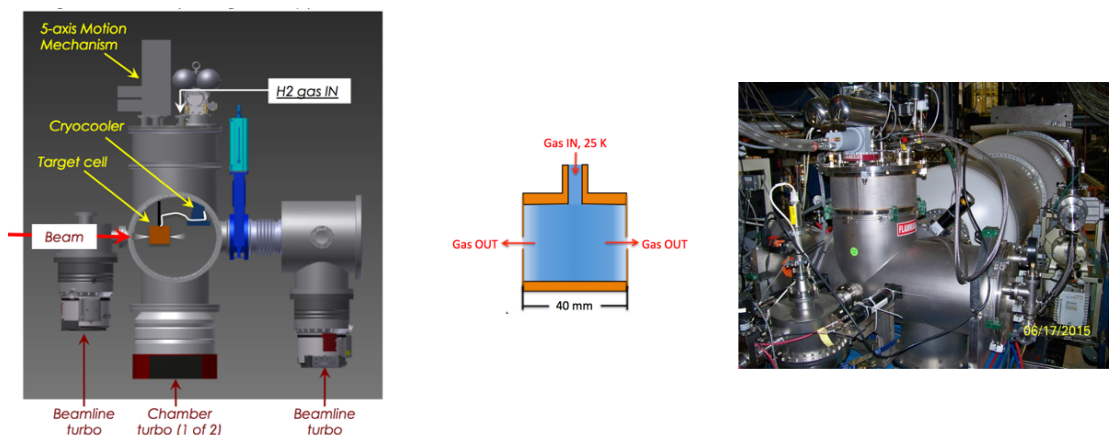 5-axis Motion
Mechanism
H2 gas IN
Cryocooler
Target cell
Beam
Beamline
turbo
Chamber
turbo (1 of 2)
Beamline
turbo
Gas IN, 25 K
Gas OUT
Gas OUT
40 mm
06/17/2015